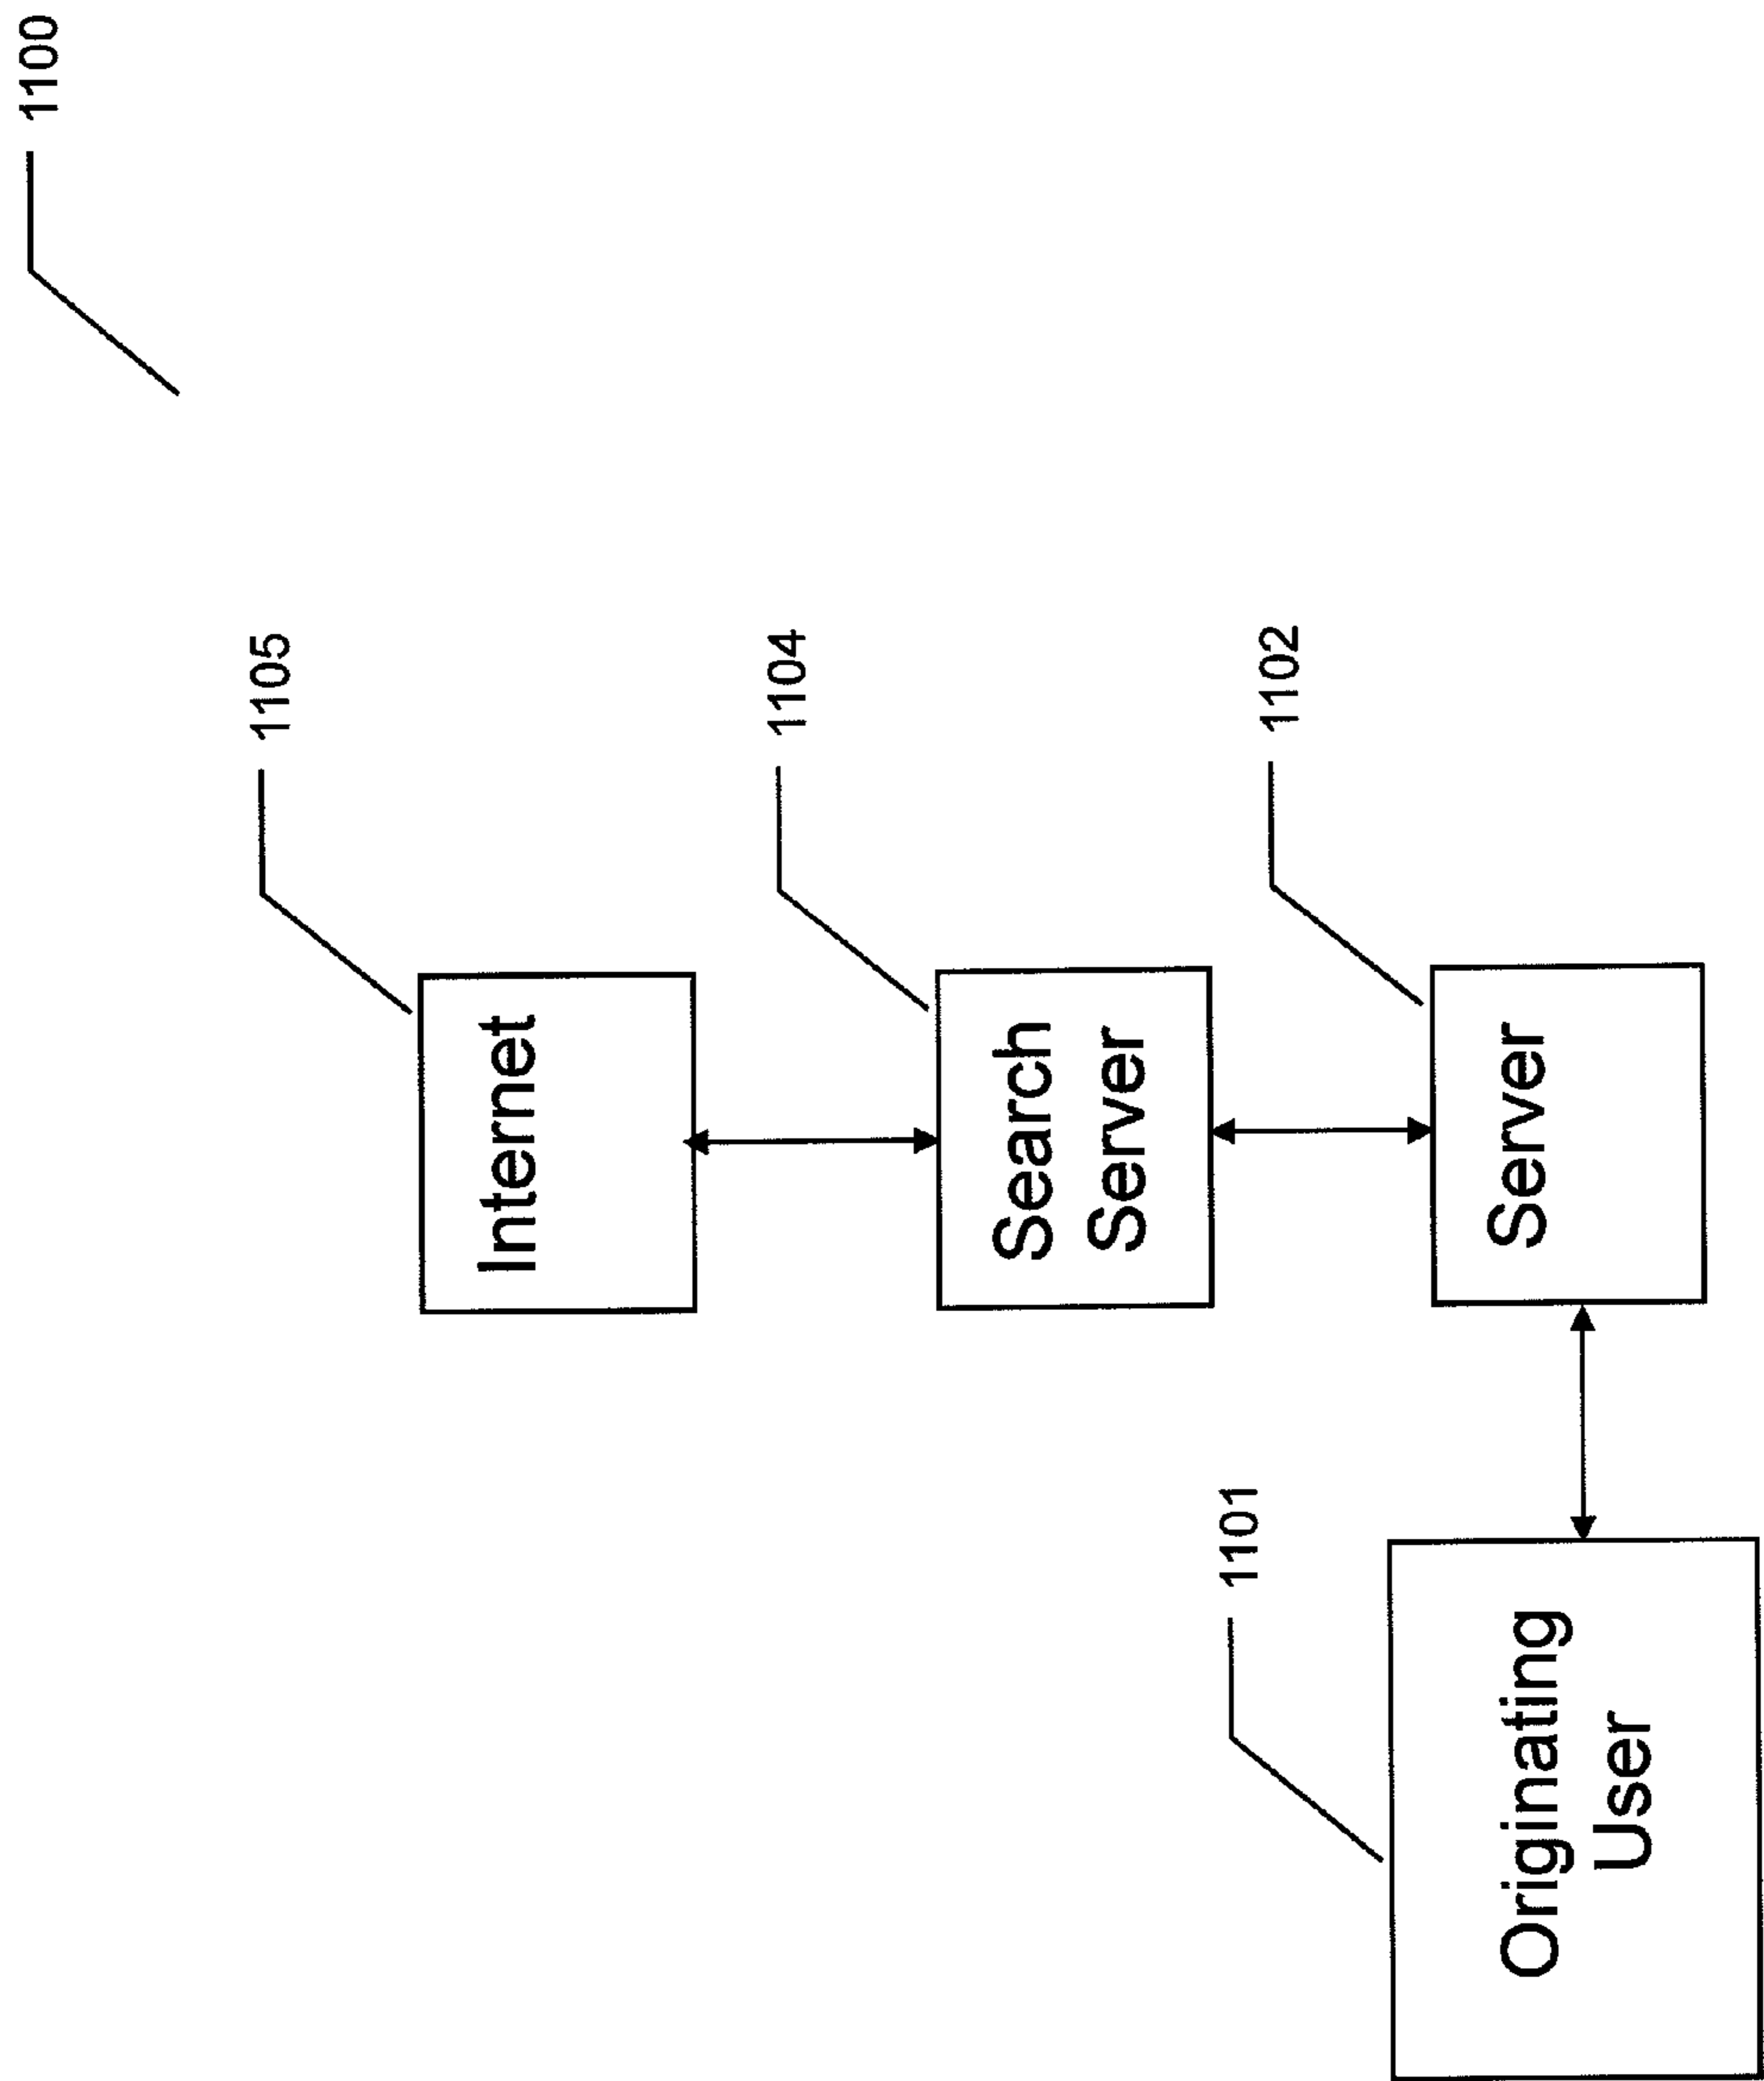 1100
1105
Internet
1104
Search
Server
1102
Server
1101
Originating
User